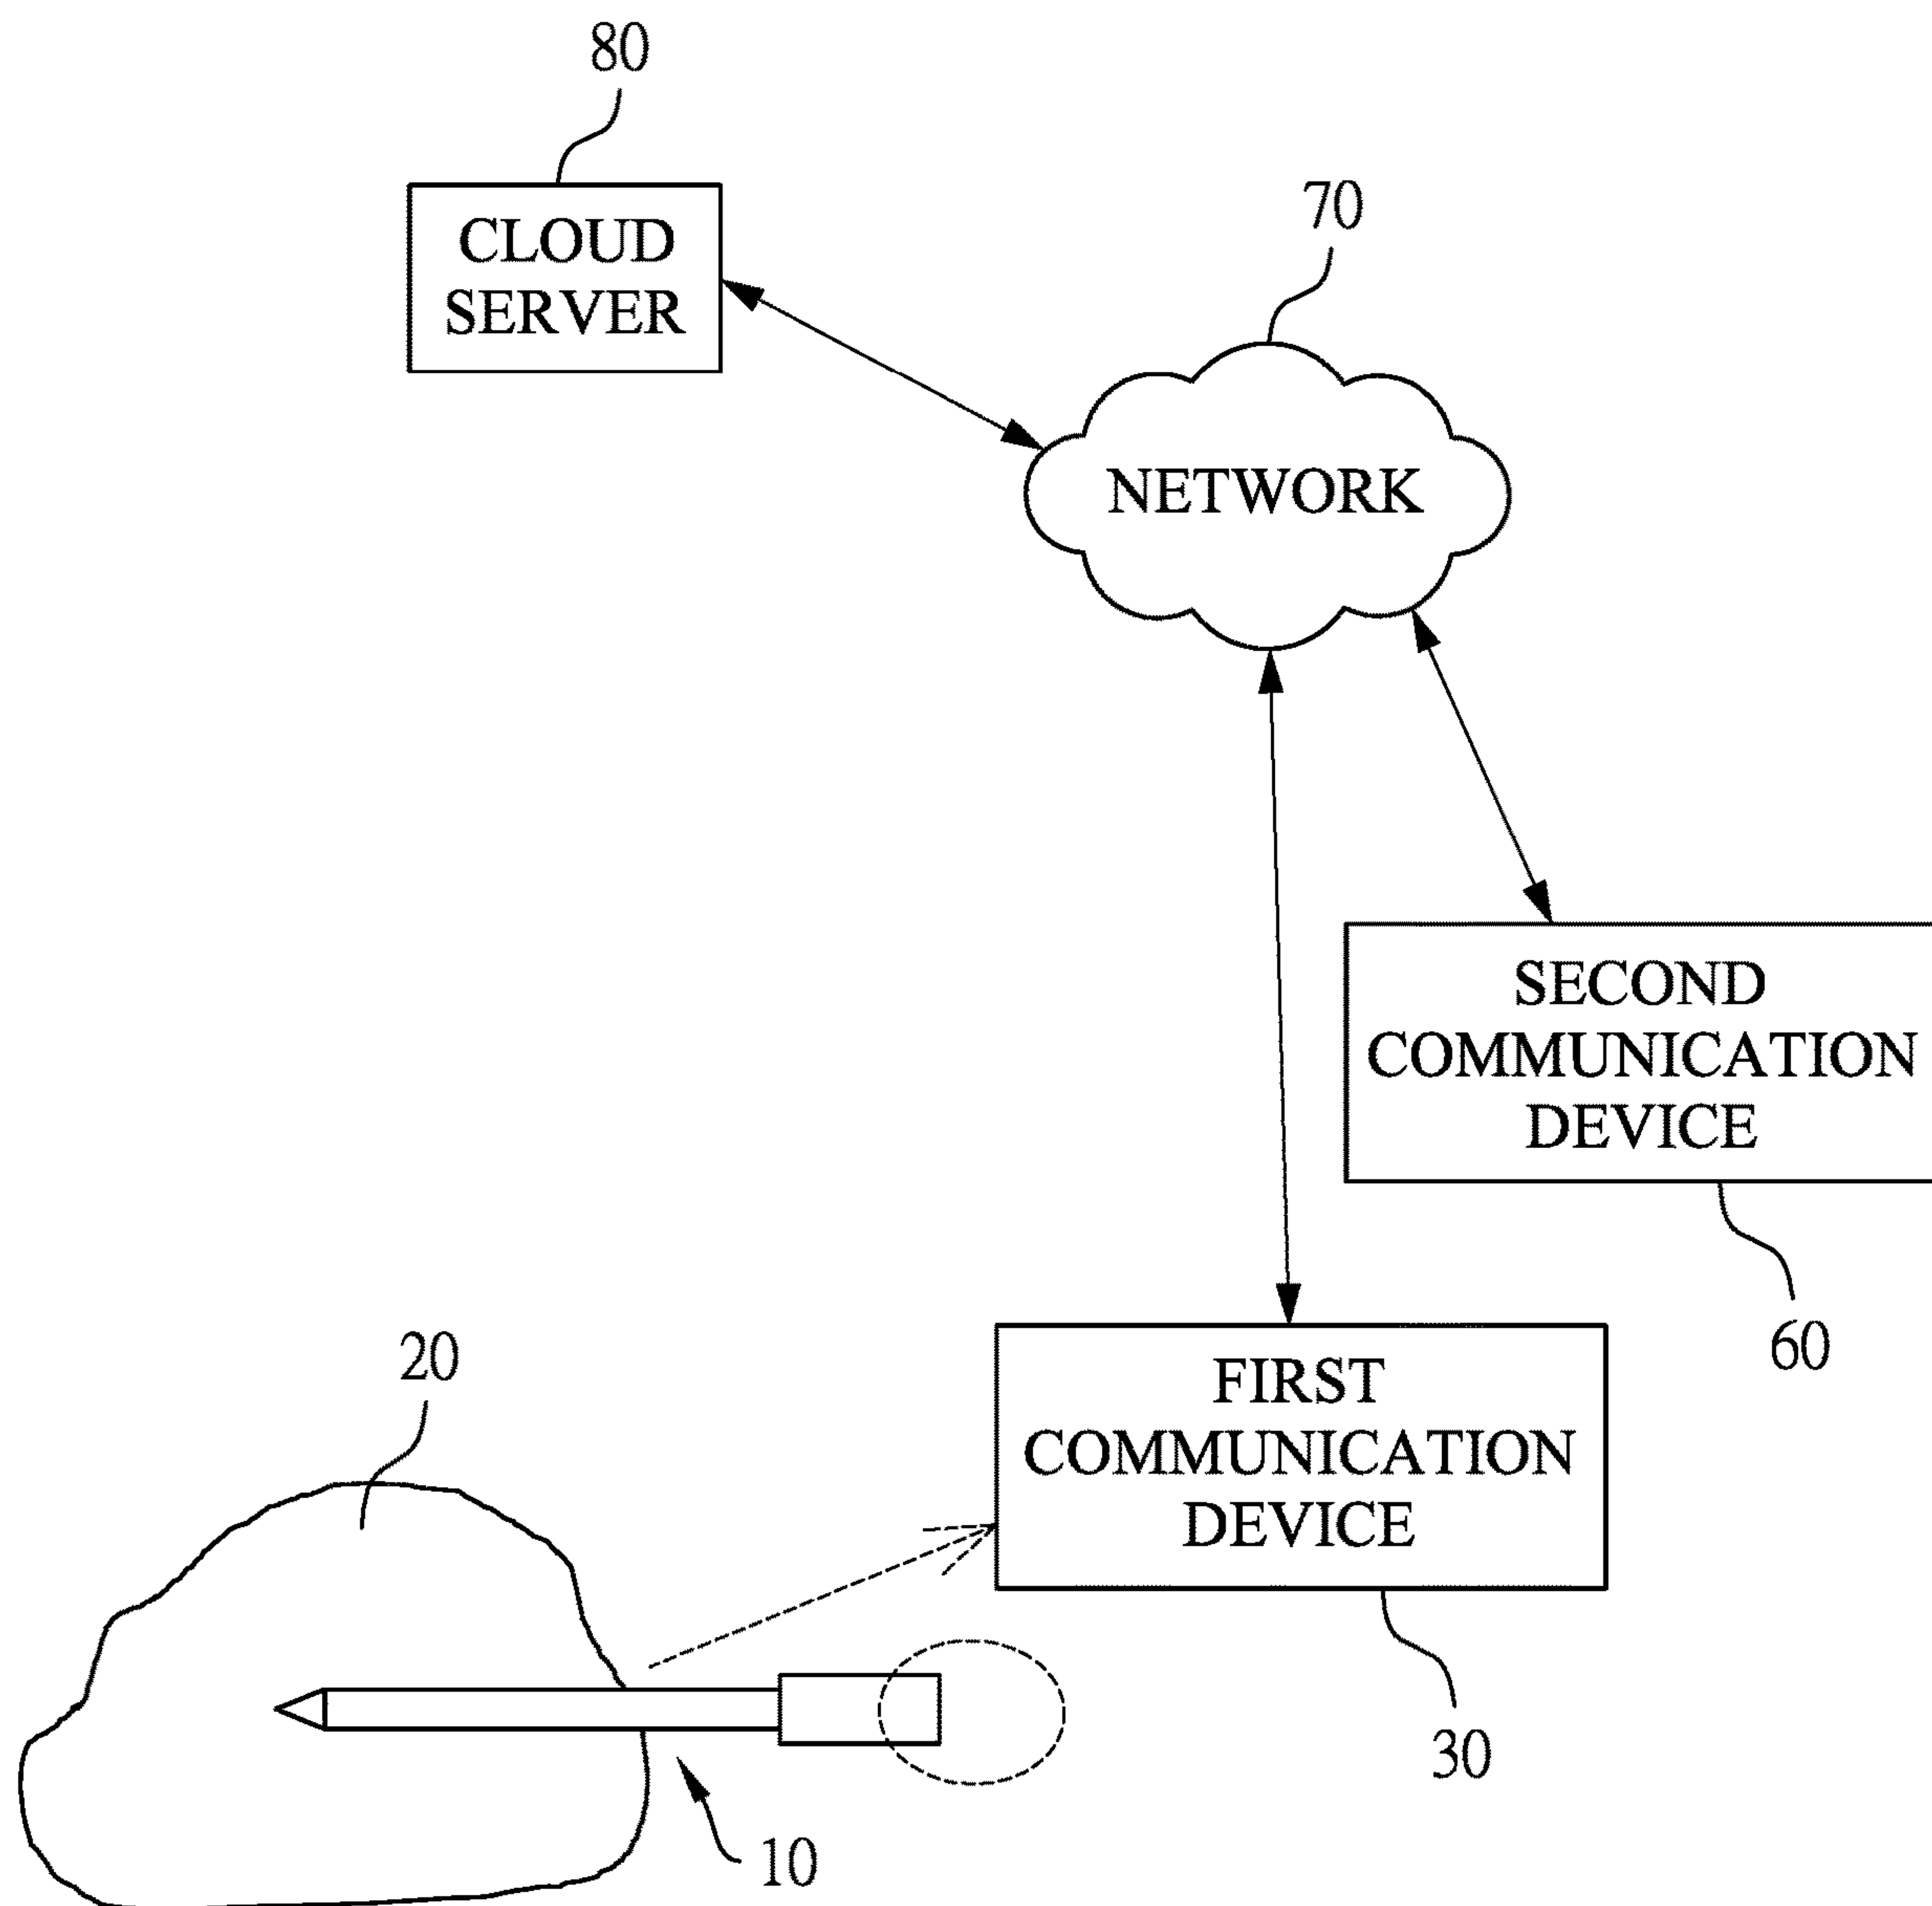 80
CLOUD
SERVER
70
NETWORK
SECOND
COMMUNICATION
DEVICE
60
20
FIRST
COMMUNICATION
DEVICE
30
10